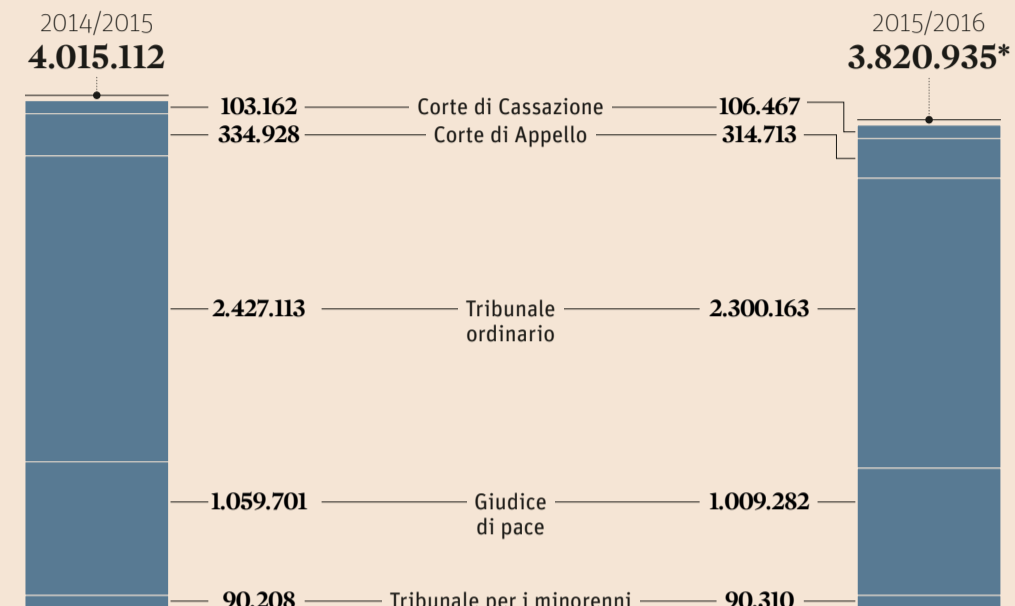 2014/2015
4.015.112
2015/2016
3.820.935*
103.162 Corte di Cassazione 106.467
334.928 Corte di Appello 314.713
2.427.113 Tribunale 2.300.163
ordinario
1.059.701 Giudice 1.009.282
di pace
90.208 Tribunale per i minorenni 90.310